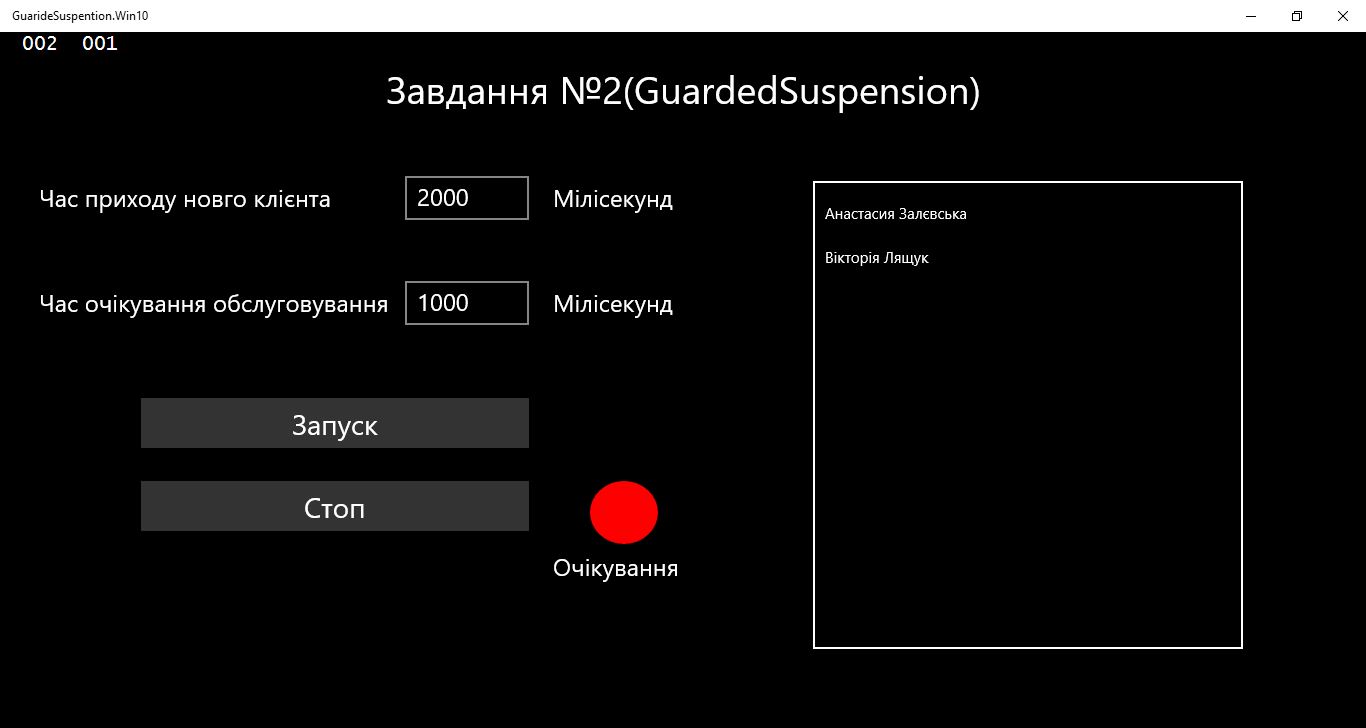 GuarideSuspention.Win10
002 001
Завдання №2(GuardedSuspension)
Час приходу новго клієнта 2000 Мілісекунд
Час очікування обслуговування 1000 Мілісекунд
Запуск
Стоп
Очікування
Анастасия Залєвська
Вікторія Лящук